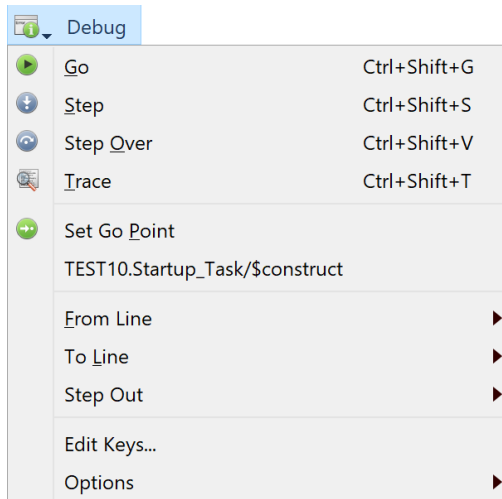 Debug
Go Ctrl+Shift+G
Step Ctrl+Shift+S
Step Over Ctrl+Shift+V
Trace Ctrl+Shift+T
Set Go Point
TEST10.Startup_Task/$construct
From Line
To Line
Step Out
Edit Keys...
Options